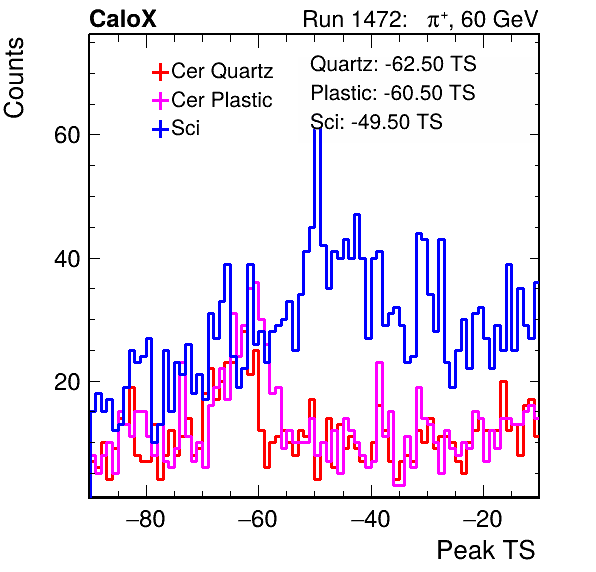 CaloX Run 1472: π⁺, 60 GeV
Counts
Cer Quartz
Cer Plastic
Sci
Quartz: -62.50 TS
Plastic: -60.50 TS
Sci: -49.50 TS
60
40
20
−80 −60 −40 −20
Peak TS